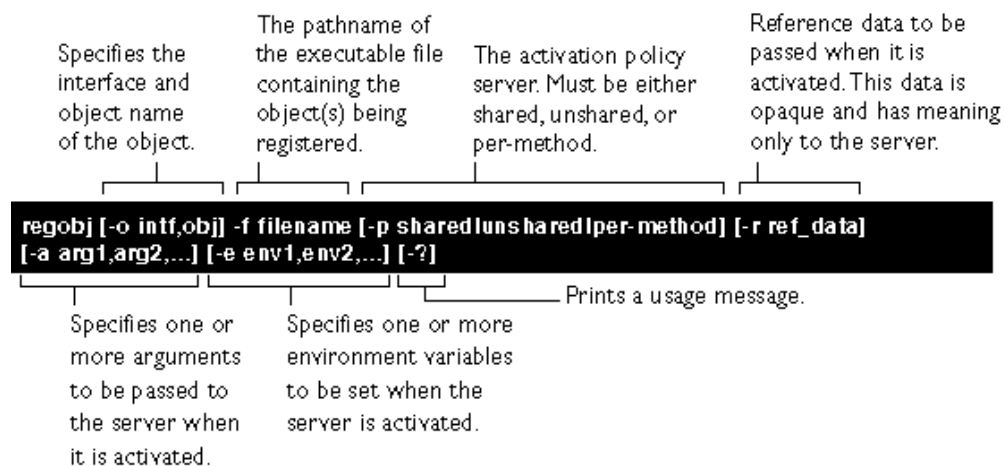 Specifies the
interface and
object name
of the object.
The pathname of
the executable file
containing the
object(s) being
registered.
The activation policy
server. Must be either
shared, unshared, or
per-method.
Reference data to be
passed when it is
activated. This data is
opaque and has meaning
only to the server.
regobj [-o intf,obj] -f filename [-p shared|unshared|per-method] [-r ref_data]
[-a arg1,arg2,...] [-e env1,env2,...] [-?]
Prints a usage message.
Specifies one or
more arguments
to be passed to
the server when
it is activated.
Specifies one or more
environment variables
to be set when the
server is activated.